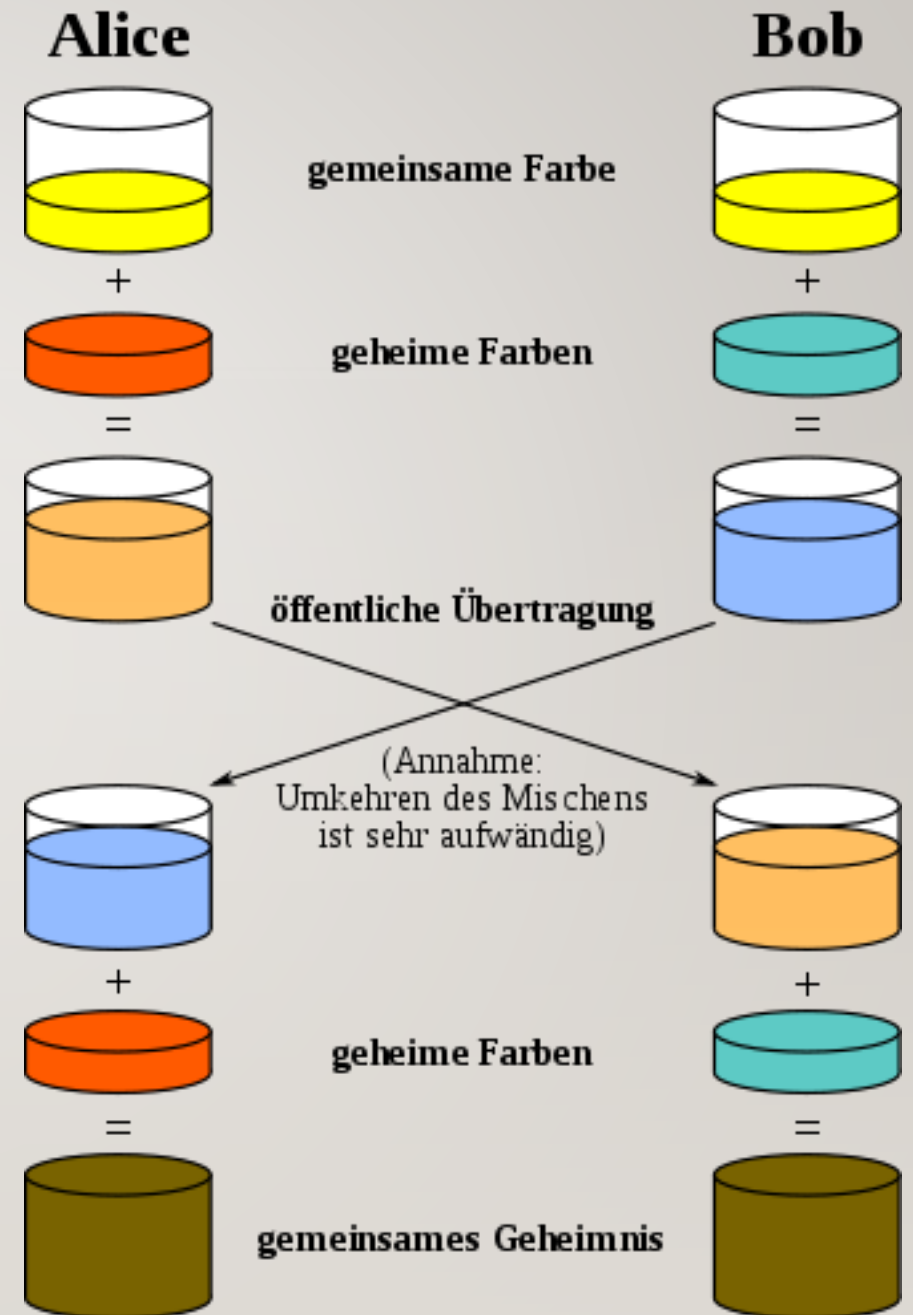 Alice
Bob
gemeinsame Farbe
+
+
geheime Farben
=
=
öffentliche Übertragung
(Annahme:
Umkehren des Mischens
ist sehr aufwändig)
+
+
geheime Farben
=
=
gemeinsames Geheimnis